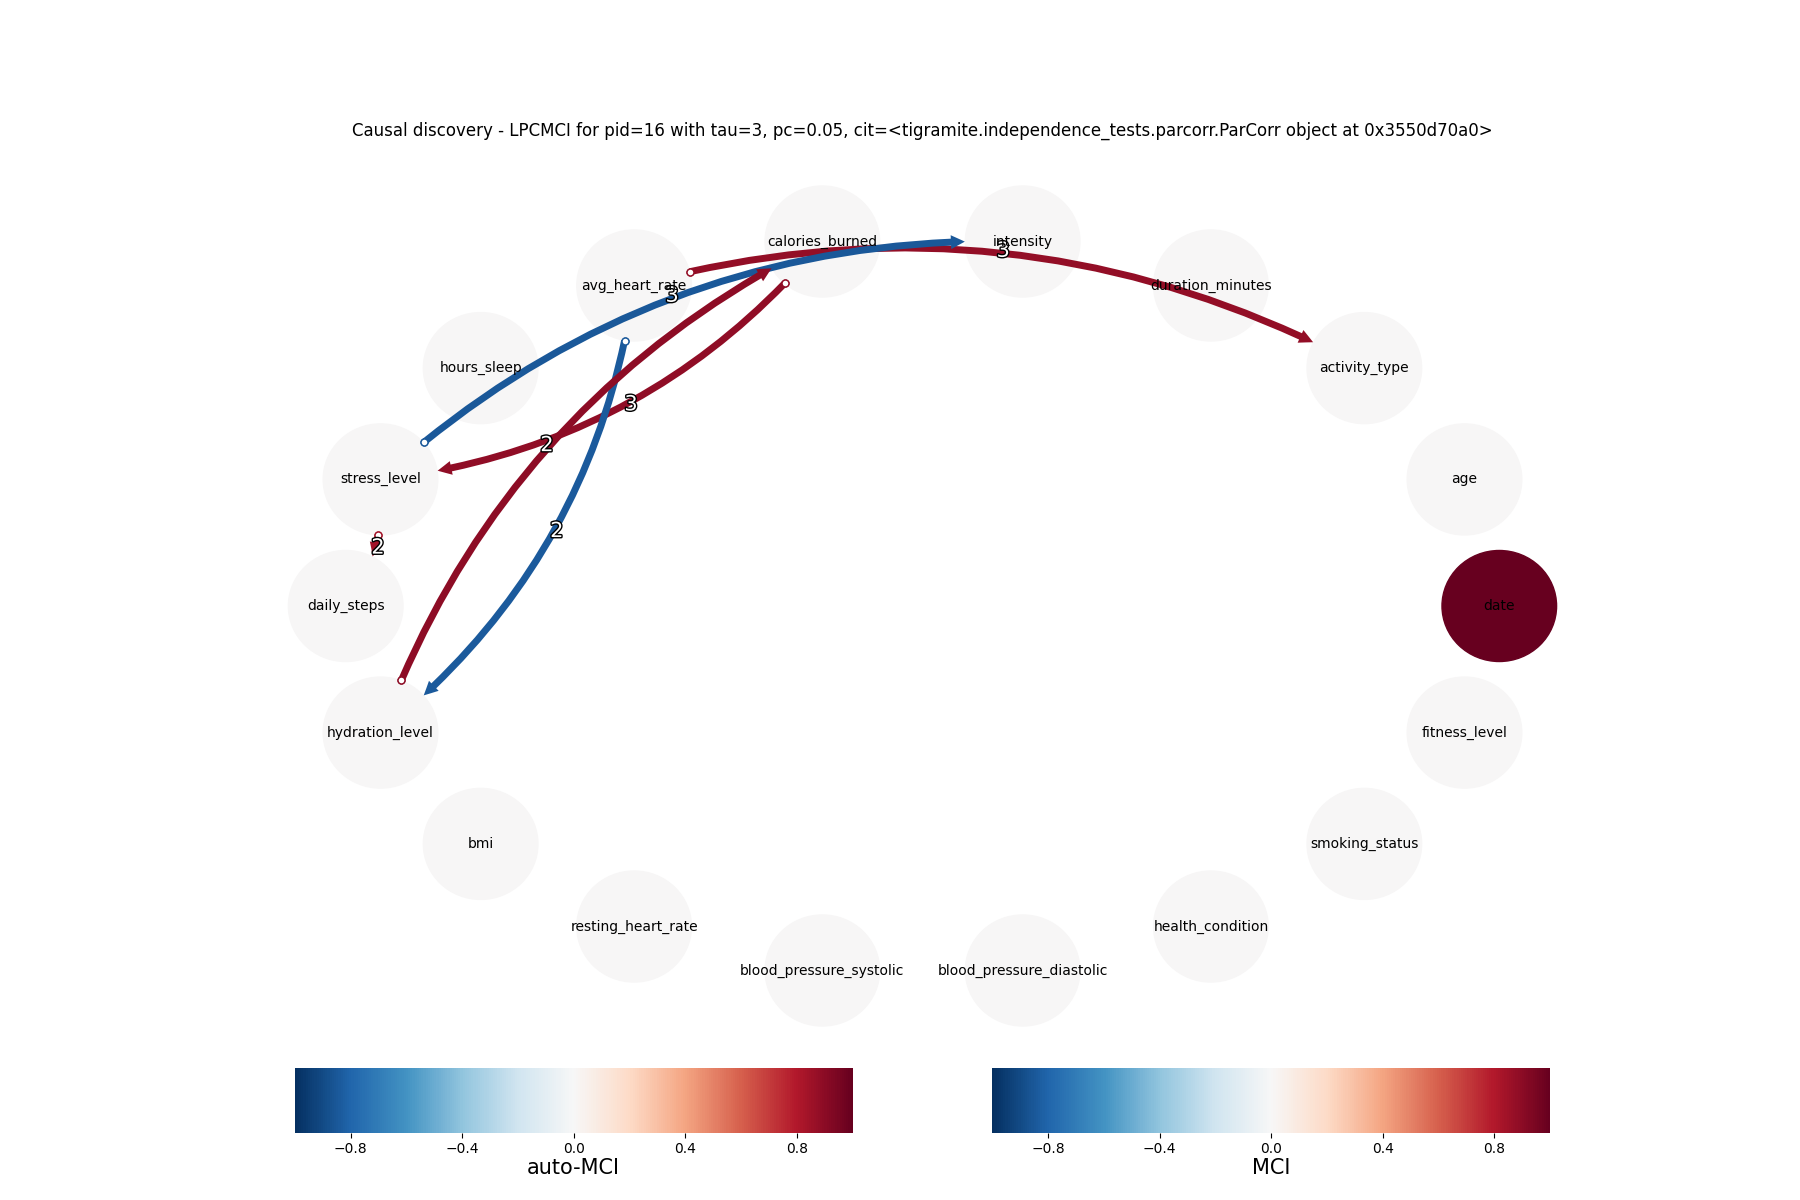 Causal discovery - LPCMCI for pid=16 with tau=3, pc=0.05, cit=<tigramite.independence_tests.parcorr.ParCorr object at 0x3550d70a0>
calories_burned
intensity
3
avg_heart_rate
3
duration_minutes
hours_sleep
activity_type
3
2
stress_level
age
2
2
daily_steps
date
hydration_level
fitness_level
bmi
smoking_status
resting_heart_rate
health_condition
blood_pressure_systolic
blood_pressure_diastolic
−0.8 −0.4 0.0 0.4 0.8
auto-MCI
−0.8 −0.4 0.0 0.4 0.8
MCI